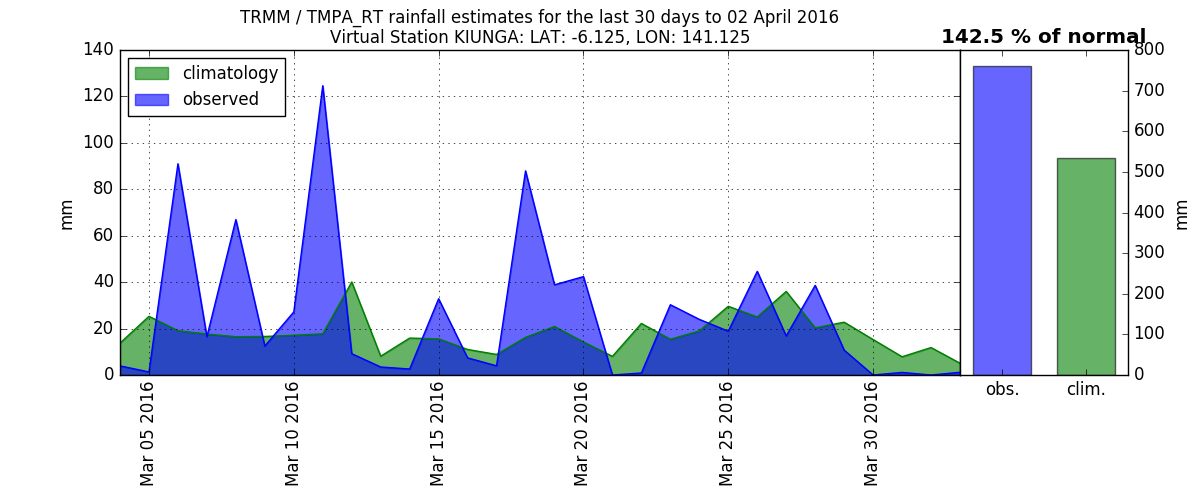 TRMM / TMPA_RT rainfall estimates for the last 30 days to 02 April 2016
Virtual Station KIUNGA: LAT: -6.125, LON: 141.125
142.5 % of normal
climatology
observed
140
120
100
80
60
40
20
0
mm
Mar 05 2016
Mar 10 2016
Mar 15 2016
Mar 20 2016
Mar 25 2016
Mar 30 2016
obs.
clim.
800
700
600
500
400
300
200
100
0
mm